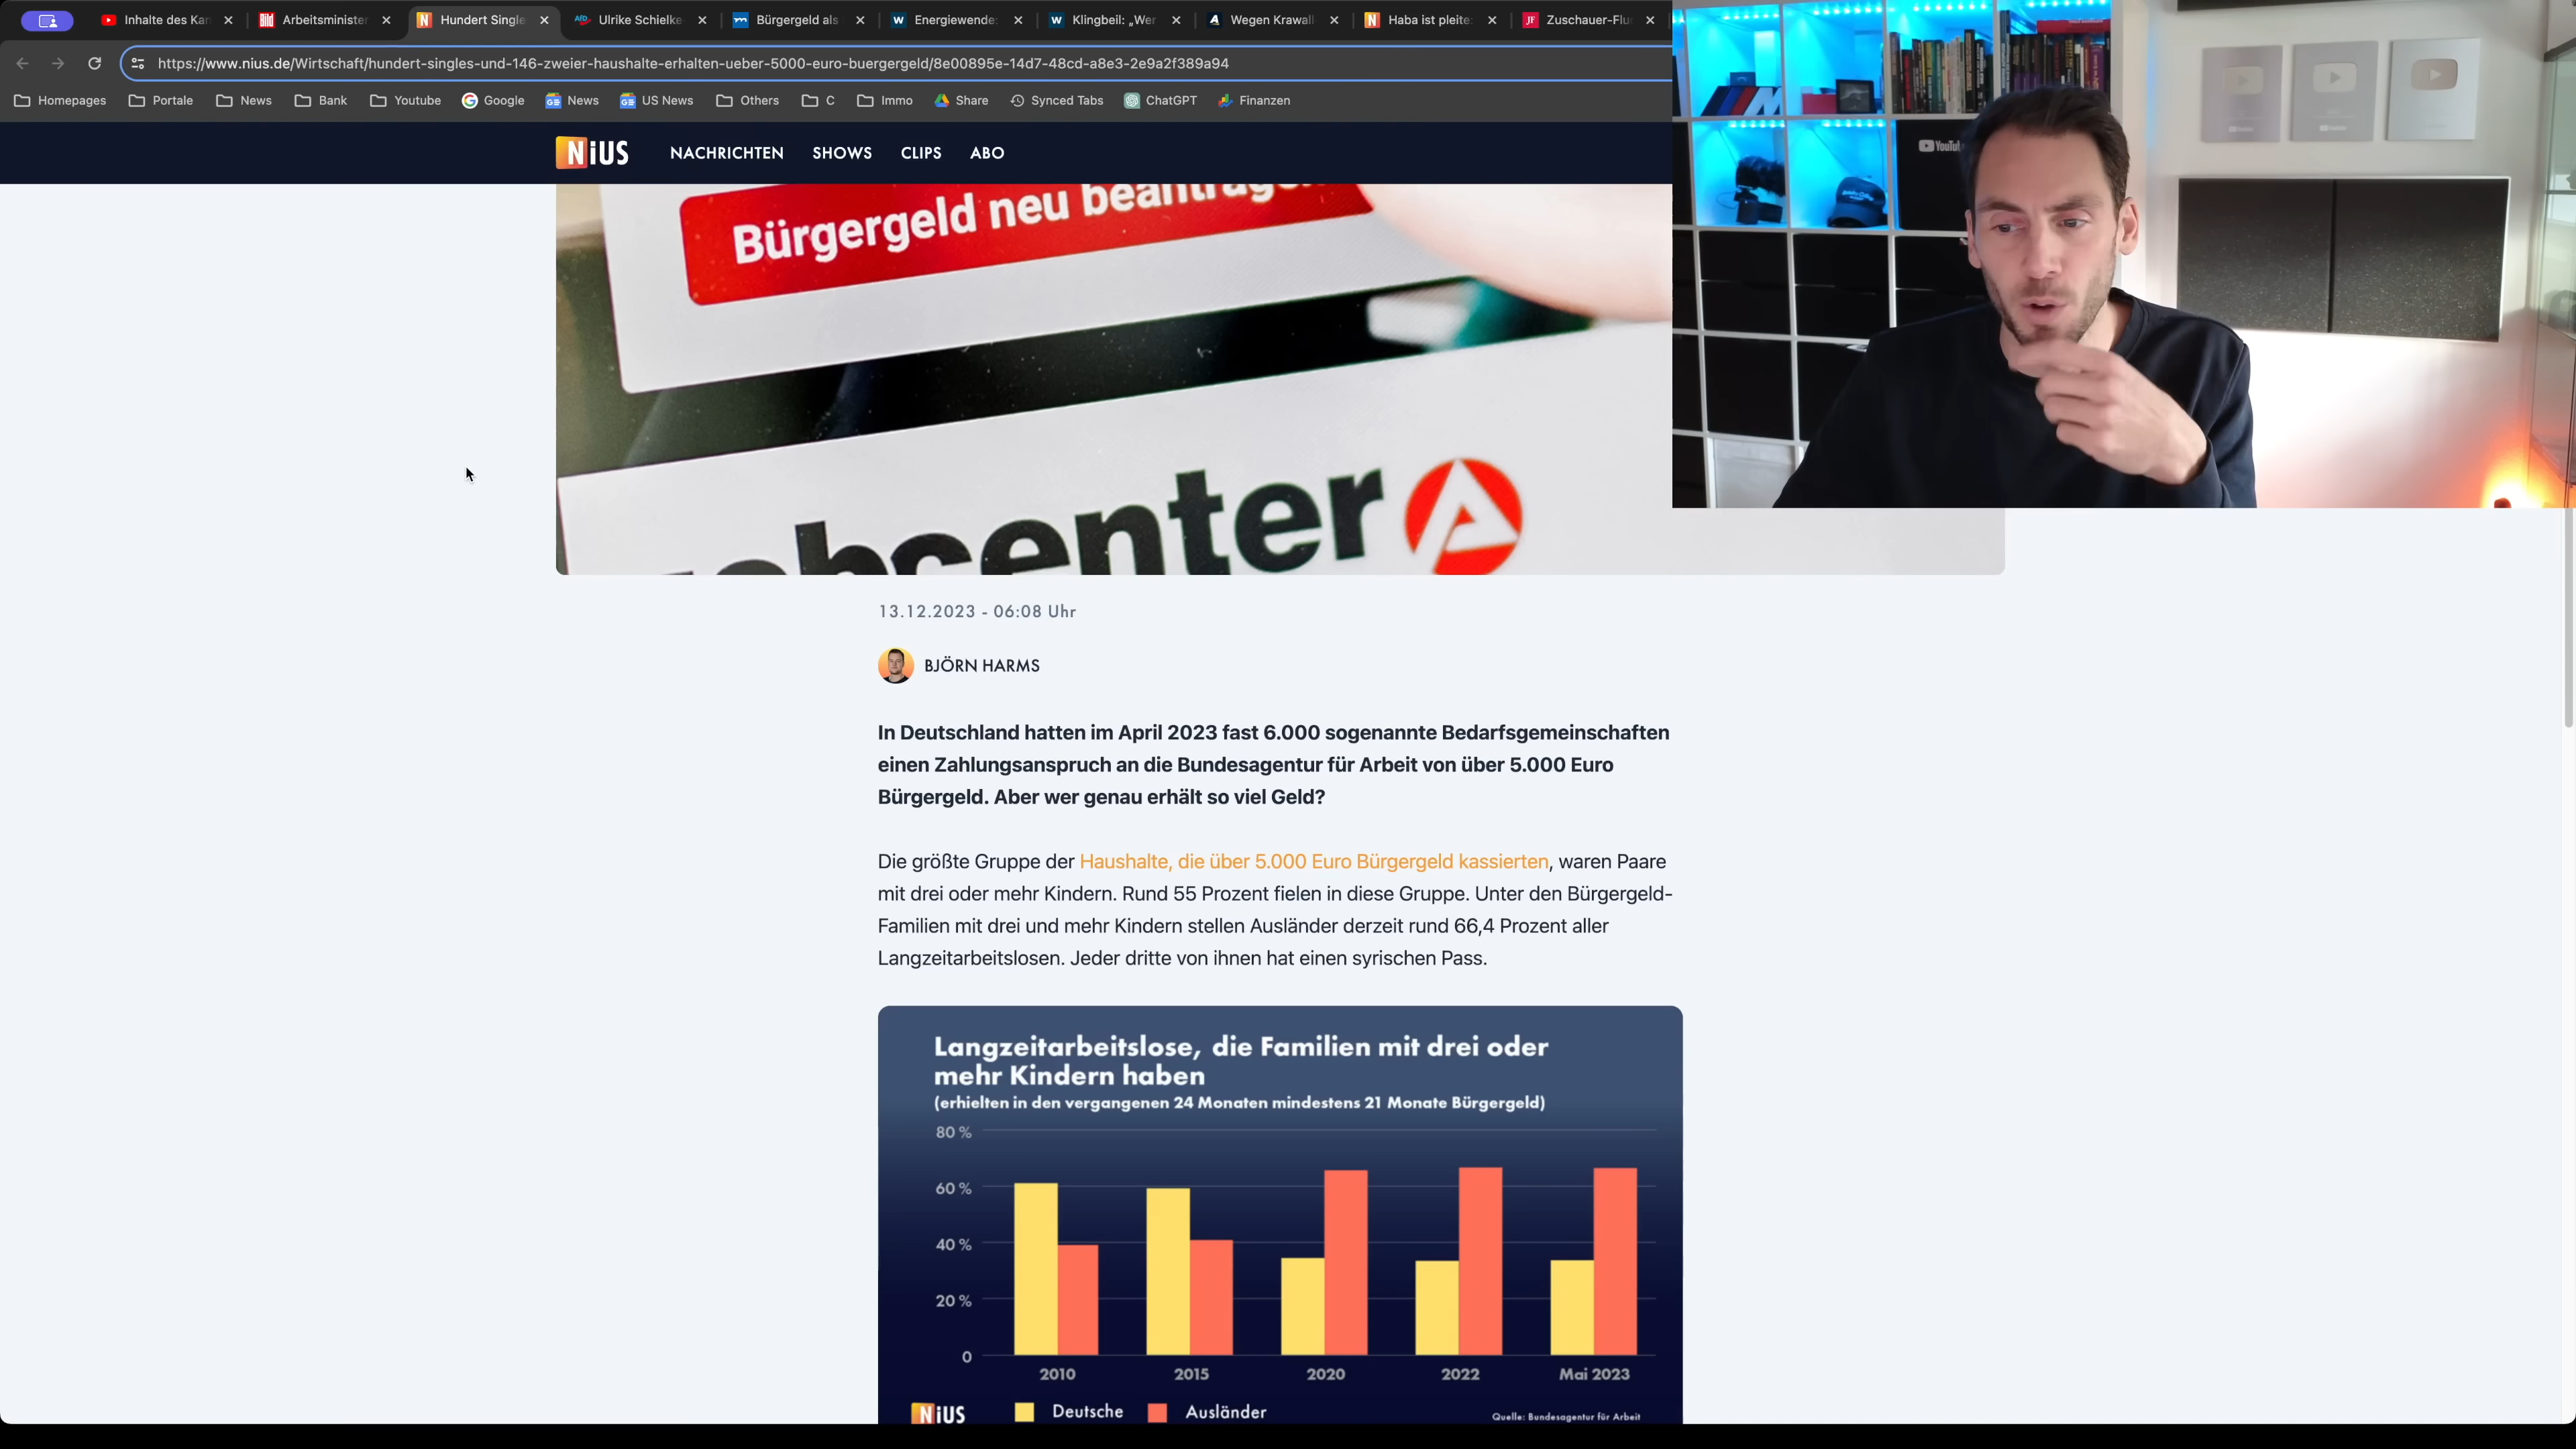 Inhalte des Kan
Arbeitsminister
Hundert Single
Ulrike Schielke
Bürgergeld als
Energiewende:
Klingbeil: „Wer
Wegen Krawall
Haba ist pleite:
Zuschauer-Flu
https://www.nius.de/Wirtschaft/hundert-singles-und-146-zweier-haushalte-erhalten-ueber-5000-euro-buergergeld/8e00895e-14d7-48cd-a8e3-2e9a2f389a94
Homepages Portale News Bank Youtube Google News US News Others C Immo Share Synced Tabs ChatGPT Finanzen
NiUS NACHRICHTEN SHOWS CLIPS ABO
YouTub
Bürgergeld neu beantrage
obcenter
13.12.2023 - 06:08 Uhr
BJÖRN HARMS
In Deutschland hatten im April 2023 fast 6.000 sogenannte Bedarfsgemeinschaften
einen Zahlungsanspruch an die Bundesagentur für Arbeit von über 5.000 Euro
Bürgergeld. Aber wer genau erhält so viel Geld?
Die größte Gruppe der Haushalte, die über 5.000 Euro Bürgergeld kassierten, waren Paare
mit drei oder mehr Kindern. Rund 55 Prozent fielen in diese Gruppe. Unter den Bürgergeld-
Familien mit drei und mehr Kindern stellen Ausländer derzeit rund 66,4 Prozent aller
Langzeitarbeitslosen. Jeder dritte von ihnen hat einen syrischen Pass.
Langzeitarbeitslose, die Familien mit drei oder
mehr Kindern haben
(erhielten in den vergangenen 24 Monaten mindestens 21 Monate Bürgergeld)
80 %
60 %
40 %
20 %
0
2010 2015 2020 2022 Mai 2023
NiUS Deutsche Ausländer Quelle: Bundesagentur für Arbeit